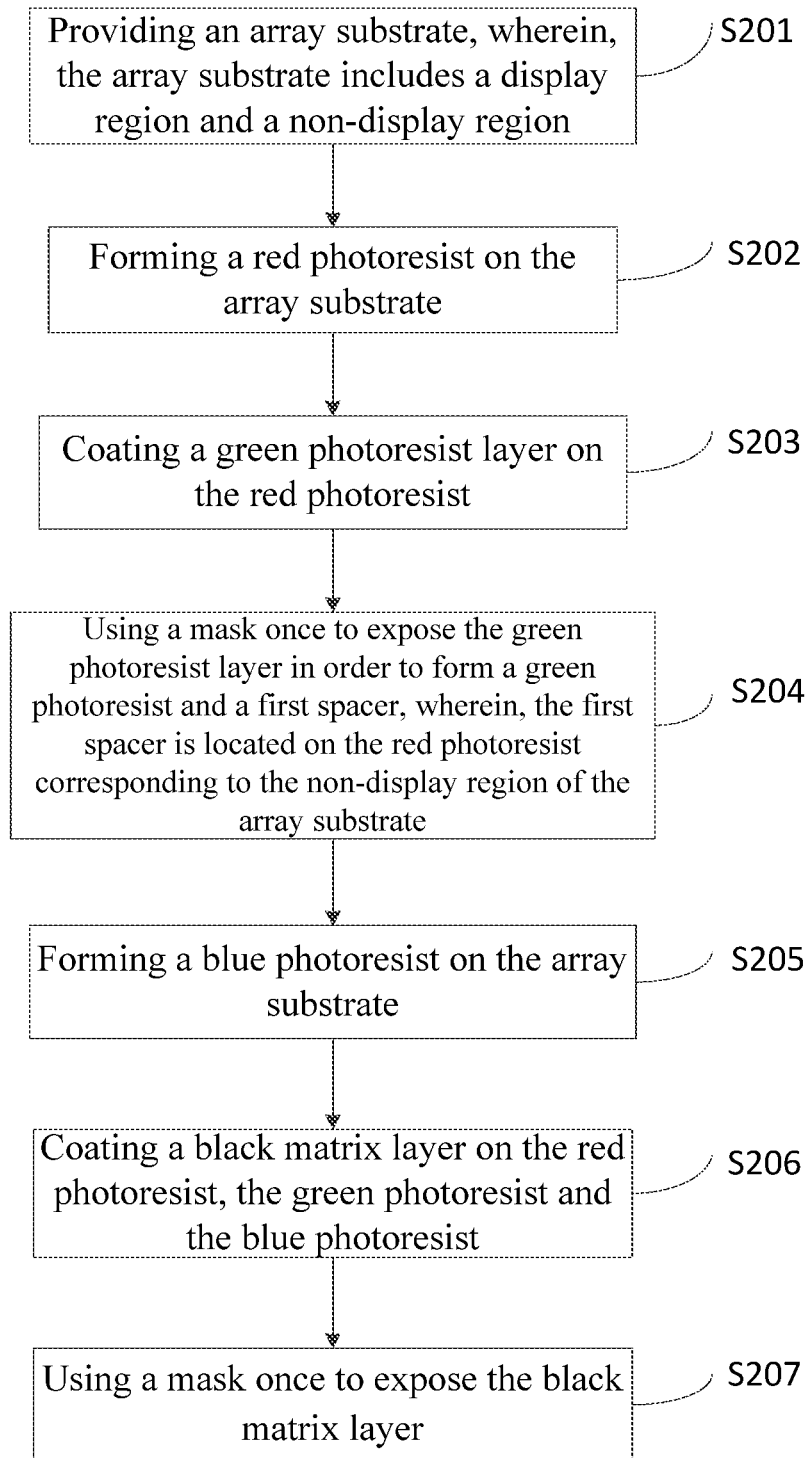 Providing an array substrate, wherein,
the array substrate includes a display
region and a non-display region
S201
Forming a red photoresist on the
array substrate
S202
Coating a green photoresist layer on
the red photoresist
S203
Using a mask once to expose the green
photoresist layer in order to form a green
photoresist and a first spacer, wherein, the first
spacer is located on the red photoresist
corresponding to the non-display region of the
array substrate
S204
Forming a blue photoresist on the array
substrate
S205
Coating a black matrix layer on the red
photoresist, the green photoresist and
the blue photoresist
S206
Using a mask once to expose the black
matrix layer
S207